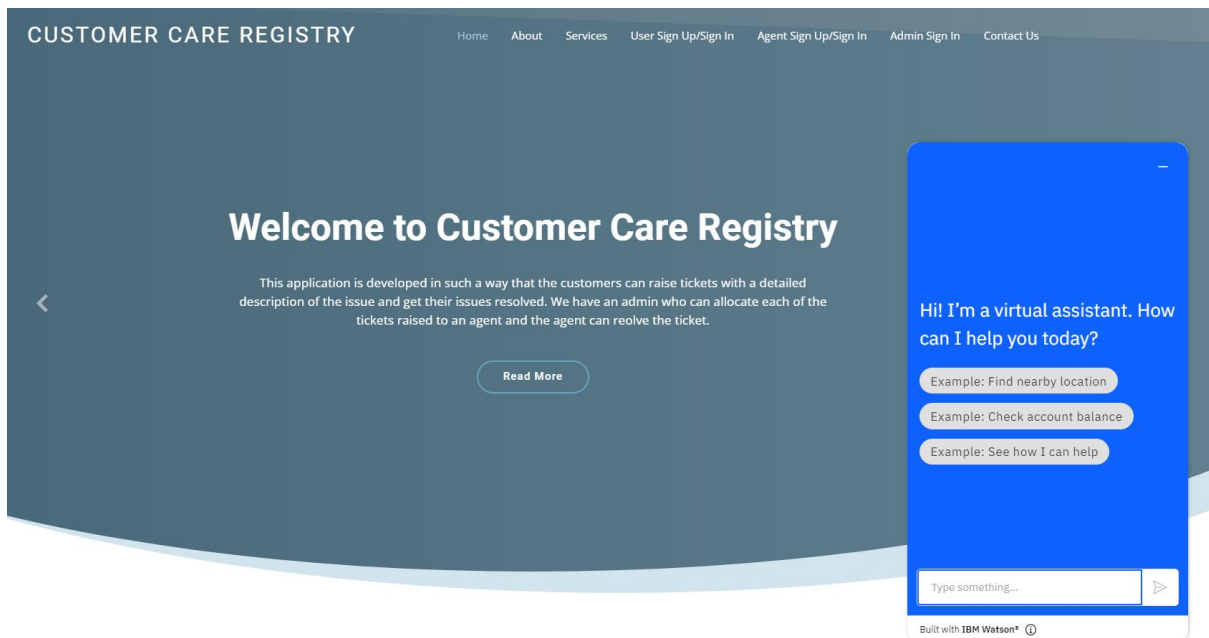 CUSTOMER CARE REGISTRY
Home About Services User Sign Up/Sign In Agent Sign Up/Sign In Admin Sign In Contact Us
Welcome to Customer Care Registry
This application is developed in such a way that the customers can raise tickets with a detailed
description of the issue and get their issues resolved. We have an admin who can allocate each of the
tickets raised to an agent and the agent can reolve the ticket.
Read More
Hi! I'm a virtual assistant. How
can I help you today?
Example: Find nearby location
Example: Check account balance
Example: See how I can help
Type something...
Built with IBM Watson®